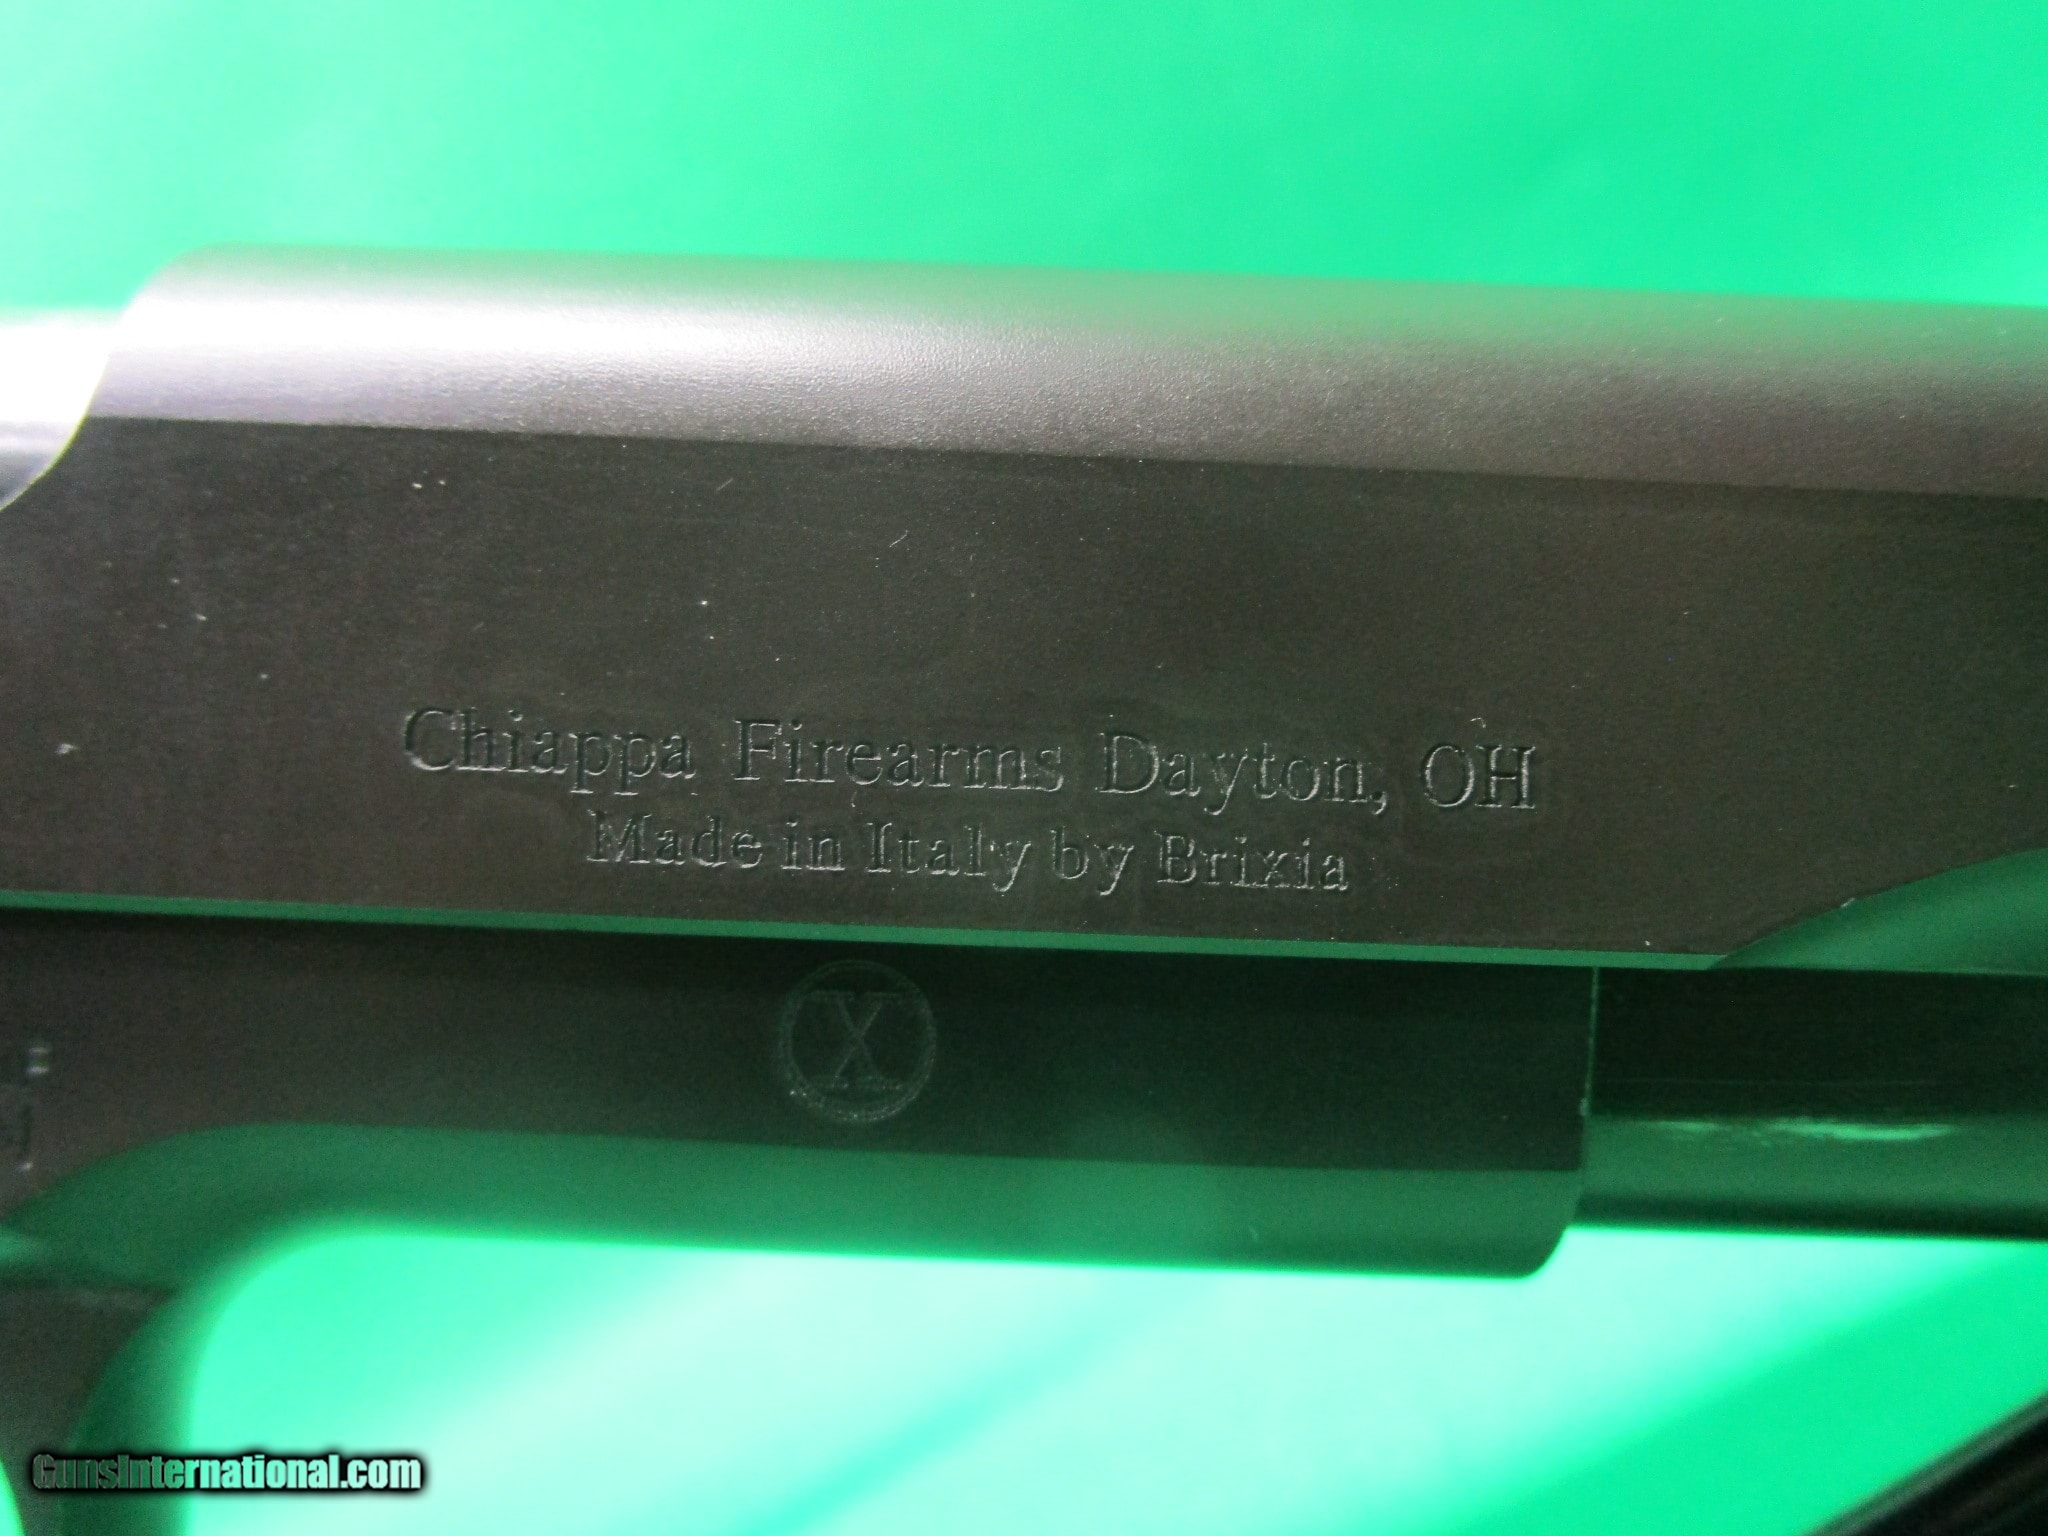 Chiappa Firearms Dayton, OH
Made in Italy by Brixia
X
GunsInternational.com